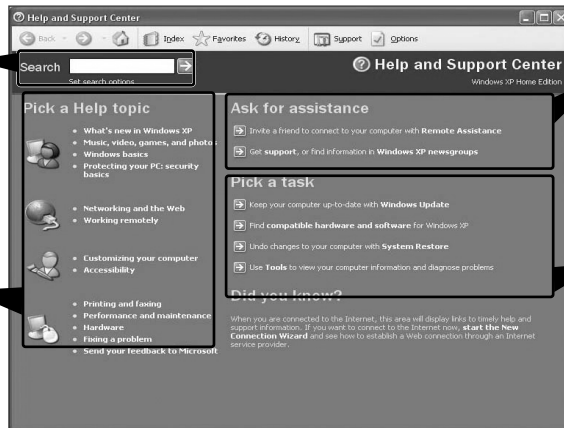 Help and Support Center
Back
Index
Favorites
History
Support
Options
Search
Set search options
Help and Support Center
Windows XP Home Edition
Pick a Help topic
What's new in Windows XP
Music, video, games, and photos
Windows basics
Protecting your PC: security
basics
Networking and the Web
Working remotely
Customizing your computer
Accessibility
Printing and faxing
Performance and maintenance
Hardware
Fixing a problem
Send your feedback to Microsoft
Ask for assistance
Invite a friend to connect to your computer with Remote Assistance
Get support, or find information in Windows XP newsgroups
Pick a task
Keep your computer up-to-date with Windows Update
Find compatible hardware and software for Windows XP
Undo changes to your computer with System Restore
Use Tools to view your computer information and diagnose problems
Did you know?
When you are connected to the Internet, this area will display links to timely help and
support information. If you want to connect to the Internet now, start the New
Connection Wizard and see how to establish a Web connection through an Internet
service provider.